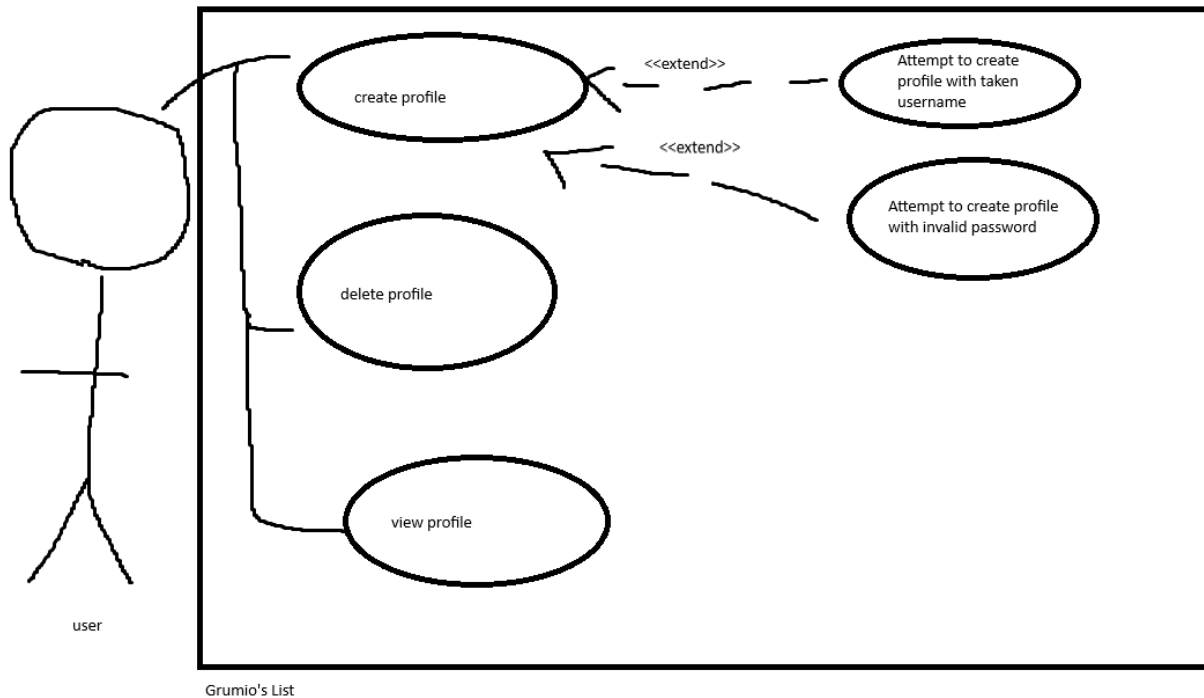 create profile
<<extend>>
Attempt to create
profile with taken
username
<<extend>>
Attempt to create profile
with invalid password
delete profile
view profile
user
Grumio's List